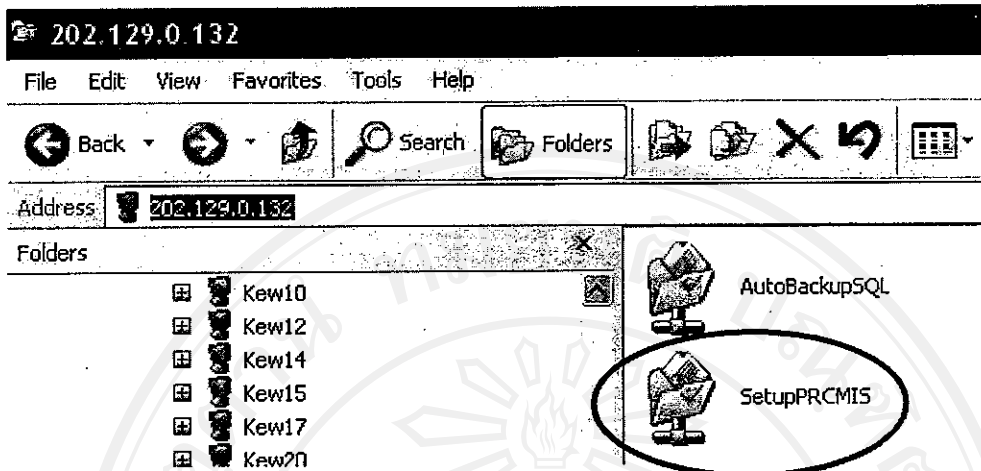 202.129.0.132
File Edit View Favorites Tools Help
Back Search Folders
Address 202.129.0.132
Folders
Kew10
Kew12
Kew14
Kew15
Kew17
Kew20
AutoBackupSQL
SetupPRCMIS